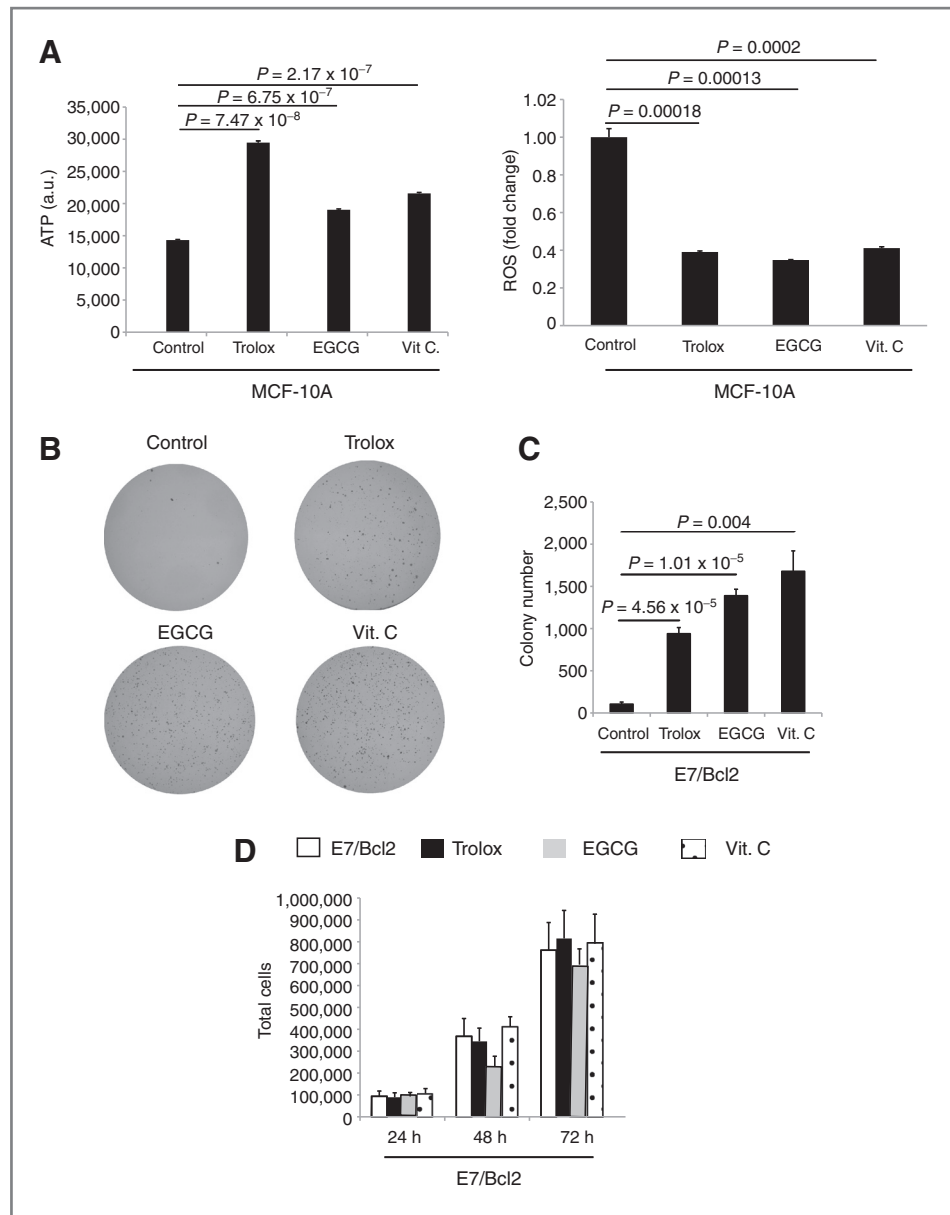 A
P = 2.17 x 10⁻⁷
P = 6.75 x 10⁻⁷
P = 7.47 x 10⁻⁸
35,000
30,000
25,000
20,000
15,000
10,000
5,000
0
ATP (a.u.)
Control Trolox EGCG Vit C.
MCF-10A
P = 0.0002
P = 0.00013
P = 0.00018
1.02
1.00
0.8
0.6
0.4
0.2
0
ROS (fold change)
Control Trolox EGCG Vit. C
MCF-10A
B
Control Trolox
EGCG Vit. C
C
2,500
2,000
1,500
1,000
500
0
Colony number
P = 0.004
P = 1.01 x 10⁻⁵
P = 4.56 x 10⁻⁵
Control Trolox EGCG Vit. C
E7/Bcl2
D
E7/Bcl2 Trolox EGCG Vit. C
1,000,000
900,000
800,000
700,000
600,000
500,000
400,000
300,000
200,000
100,000
0
Total cells
24 h 48 h 72 h
E7/Bcl2